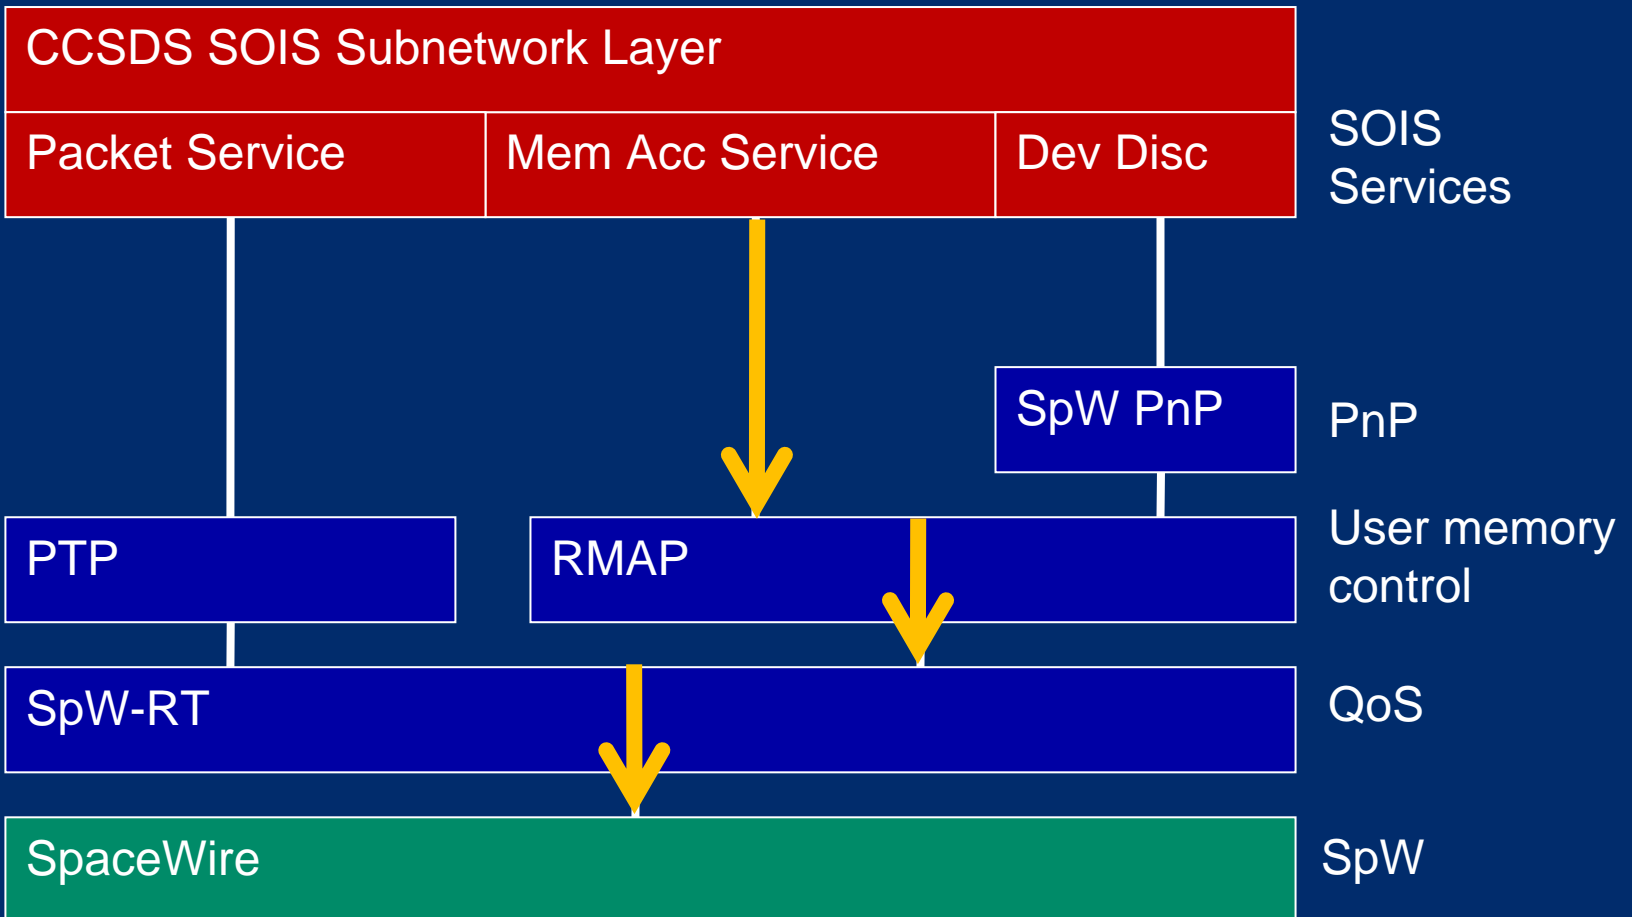 CCSDS SOIS Subnetwork Layer
Packet Service
Mem Acc Service
Dev Disc
SOIS
Services
SpW PnP
PnP
PTP
RMAP
User memory
control
SpW-RT
QoS
SpaceWire
SpW